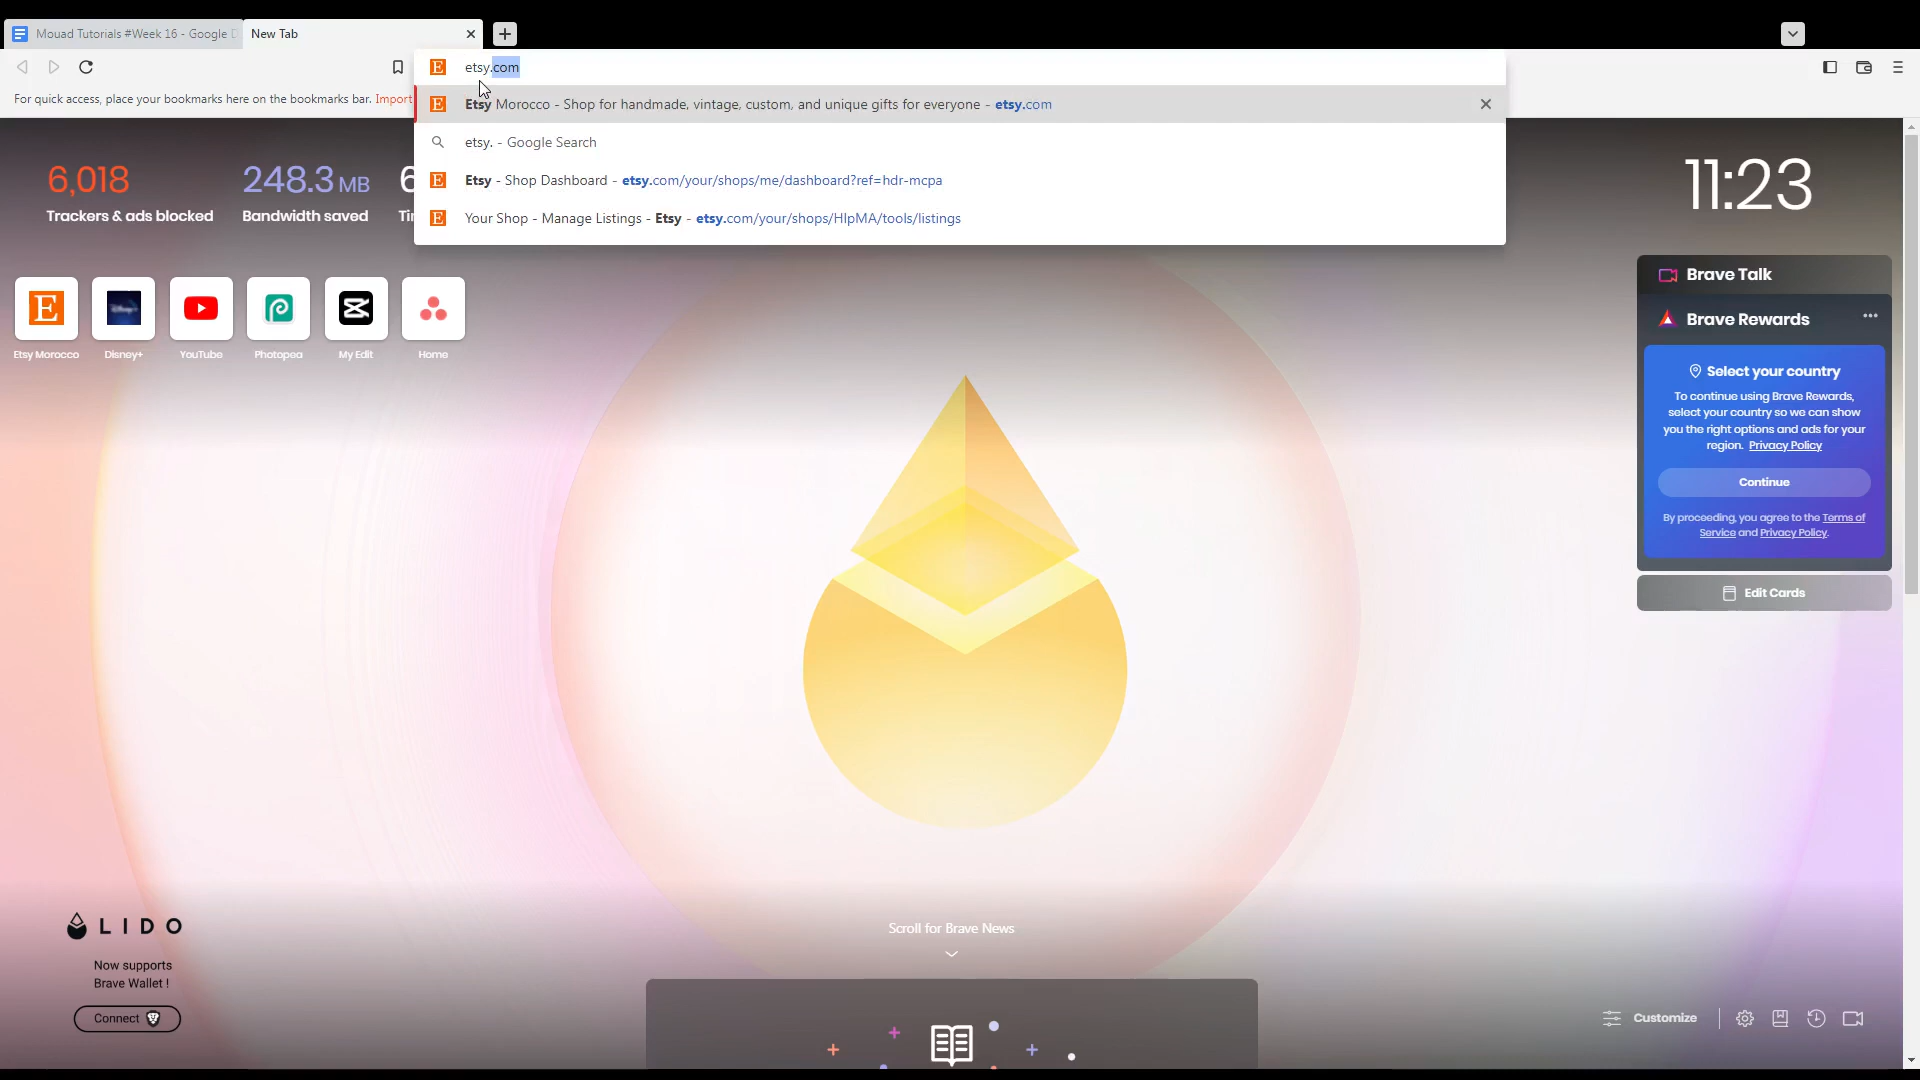 Mouad Tutorials #Week 16 - Google D
New Tab
etsy.com
For quick access, place your bookmarks here on the bookmarks bar. Import
Etsy Morocco - Shop for handmade, vintage, custom, and unique gifts for everyone - etsy.com
etsy. - Google Search
Etsy - Shop Dashboard - etsy.com/your/shops/me/dashboard?ref=hdr-mcpa
Your Shop - Manage Listings - Etsy - etsy.com/your/shops/HlpMA/tools/listings
6,018
Trackers & ads blocked
248.3 MB
Bandwidth saved
11:23
E
Etsy Morocco
Disney+
YouTube
Photopea
My Edit
Home
Brave Talk
Brave Rewards
Select your country
To continue using Brave Rewards,
select your country so we can show
you the right options and ads for your
region. Privacy Policy
Continue
By proceeding, you agree to the Terms of
Service and Privacy Policy.
Edit Cards
LIDO
Now supports
Brave Wallet !
Connect
Scroll for Brave News
Customize